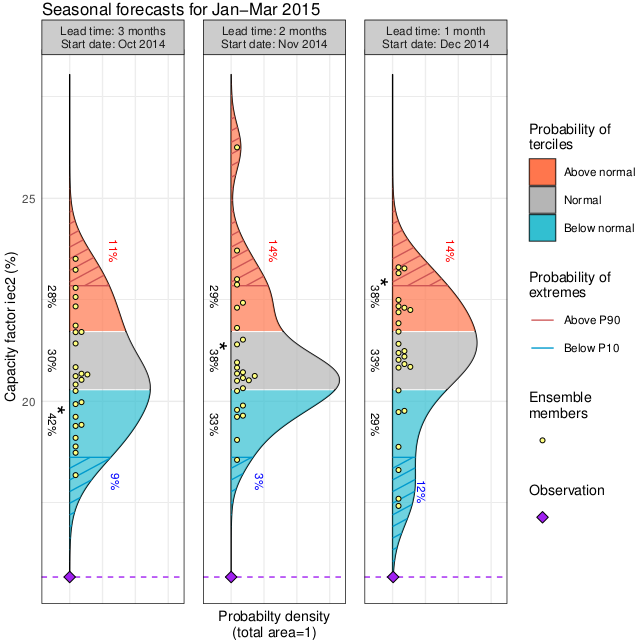 Seasonal forecasts for Jan−Mar 2015
Lead time: 3 months
Start date: Oct 2014
Lead time: 2 months
Start date: Nov 2014
Lead time: 1 month
Start date: Dec 2014
Capacity factor iec2 (%)
25
20
11%
28%
30%
*
42%
9%
14%
29%
*
38%
33%
3%
14%
*
38%
33%
29%
12%
Probabilty density
(total area=1)
Probability of
terciles
Above normal
Normal
Below normal
Probability of
extremes
Above P90
Below P10
Ensemble
members
Observation